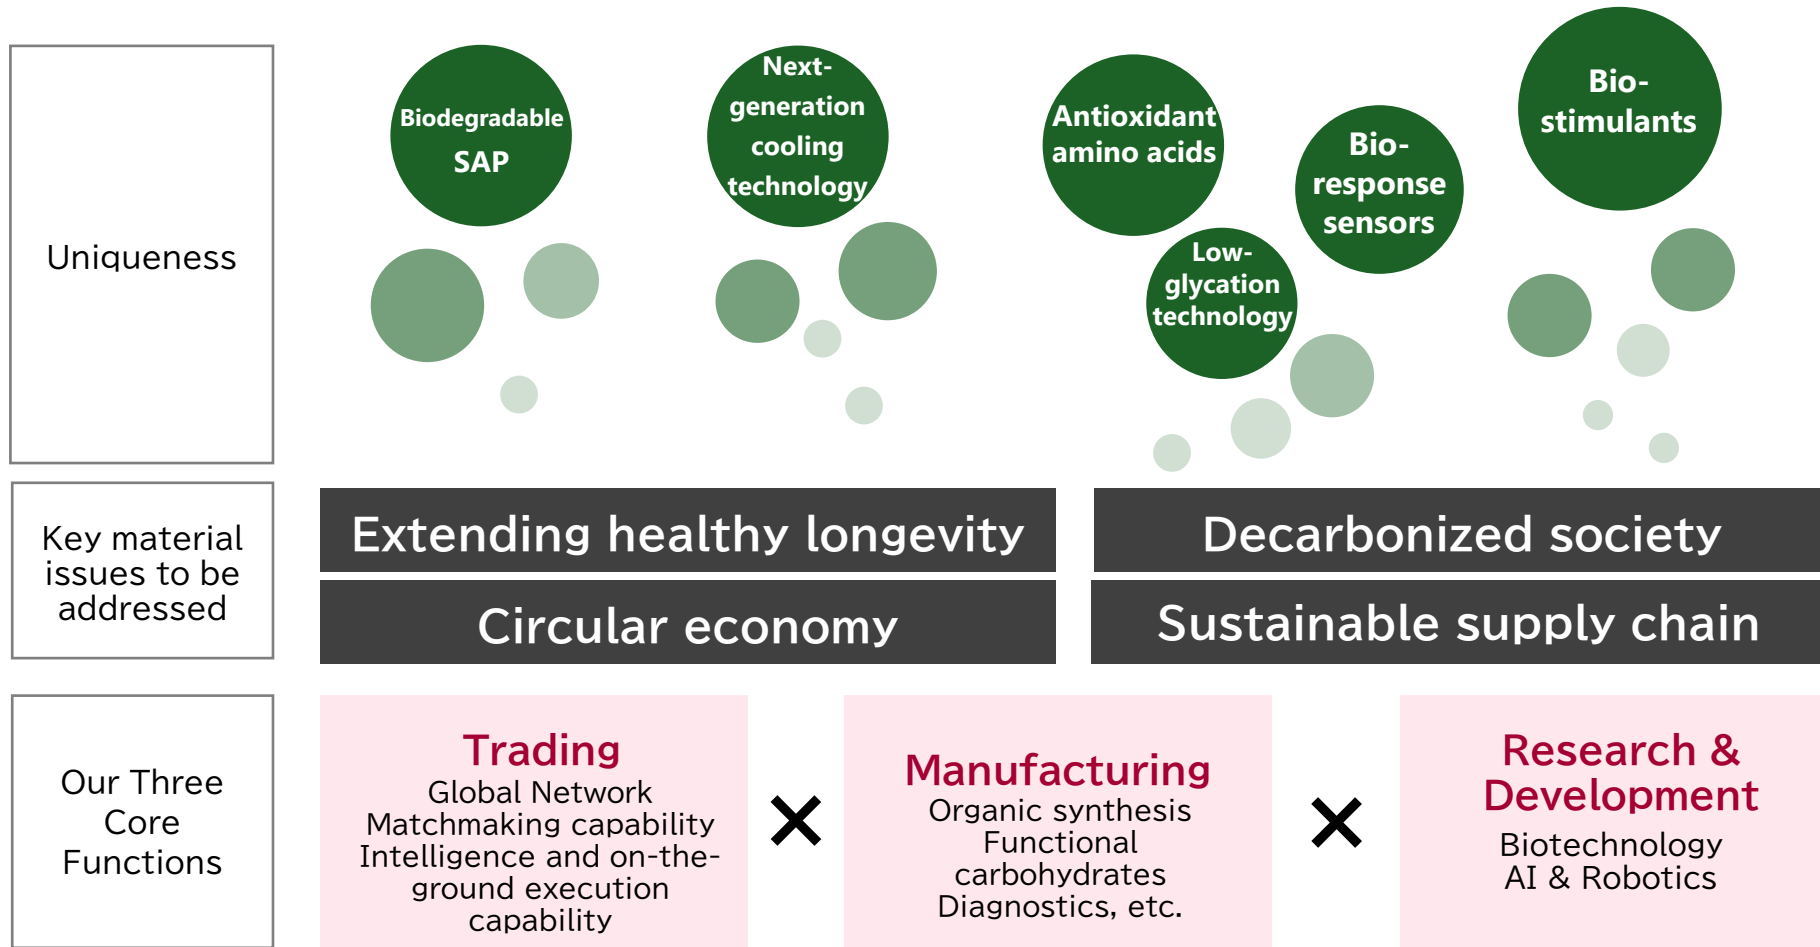 Uniqueness
Biodegradable
SAP
Next-
generation
cooling
technology
Antioxidant
amino acids
Low-
glycation
technology
Bio-
response
sensors
Bio-
stimulants
Key material
issues to be
addressed
Extending healthy longevity
Decarbonized society
Circular economy
Sustainable supply chain
Our Three
Core
Functions
Trading
Global Network
Matchmaking capability
Intelligence and on-the-
ground execution
capability
×
Manufacturing
Organic synthesis
Functional
carbohydrates
Diagnostics, etc.
×
Research &
Development
Biotechnology
AI & Robotics